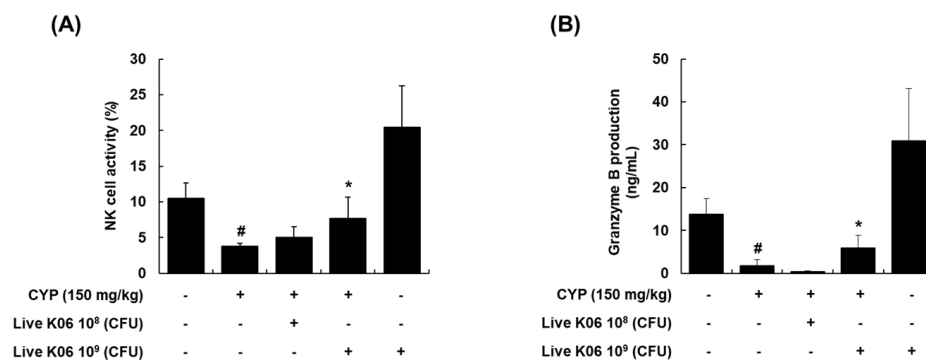 (A)
NK cell activity (%)
30
25
20
15
10
5
0
#
*
CYP (150 mg/kg) - + + + -
Live K06 10⁸ (CFU) - - + - -
Live K06 10⁹ (CFU) - - - + +
(B)
Granzyme B production
(ng/mL)
50
40
30
20
10
0
#
*
CYP (150 mg/kg) - + + + -
Live K06 10⁸ (CFU) - - + - -
Live K06 10⁹ (CFU) - - - + +